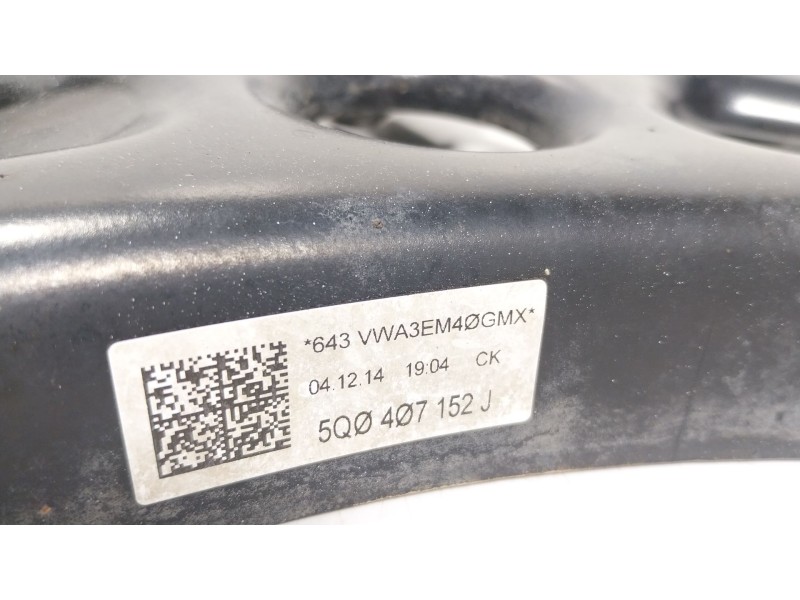 *643 VWA3EM4ØGMX*
04.12.14 19:04 CK
5QØ 4Ø7 152 J